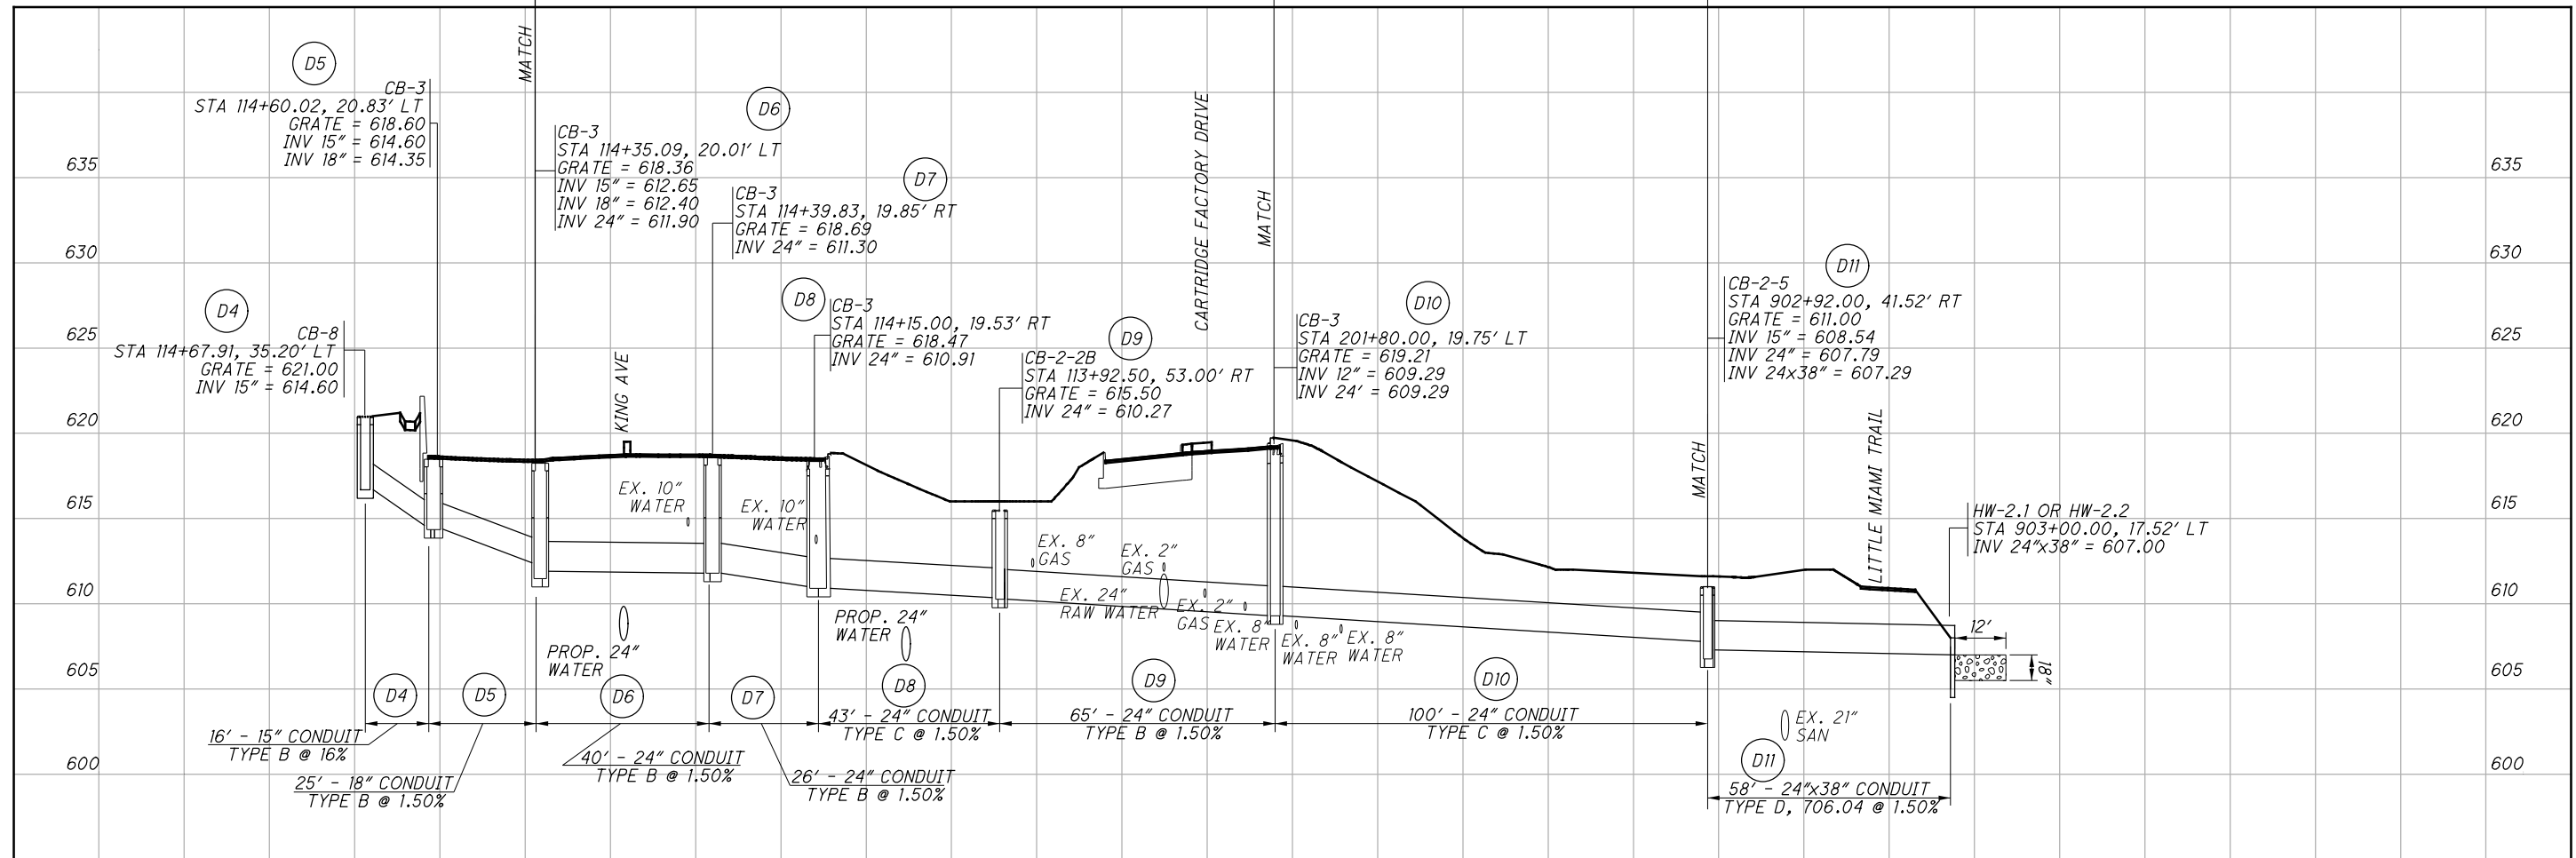 D5
CB-3
STA 114+60.02, 20.83' LT
GRATE = 618.60
INV 15" = 614.60
INV 18" = 614.35
MATCH
D6
CB-3
STA 114+35.09, 20.01' LT
GRATE = 618.36
INV 15" = 612.65
INV 18" = 612.40
INV 24" = 611.90
D7
CB-3
STA 114+39.83, 19.85' RT
GRATE = 618.69
INV 24" = 611.30
CARTRIDGE FACTORY DRIVE
MATCH
635
635
630
630
D4
CB-8
STA 114+67.91, 35.20' LT
GRATE = 621.00
INV 15" = 614.60
D8
CB-3
STA 114+15.00, 19.53' RT
GRATE = 618.47
INV 24" = 610.91
D9
CB-2-2B
STA 113+92.50, 53.00' RT
GRATE = 615.50
INV 24" = 610.27
D10
CB-3
STA 201+80.00, 19.75' LT
GRATE = 619.21
INV 12" = 609.29
INV 24' = 609.29
D11
CB-2-5
STA 902+92.00, 41.52' RT
GRATE = 611.00
INV 15" = 608.54
INV 24" = 607.79
INV 24x38" = 607.29
625
625
KING AVE
620
620
MATCH
LITTLE MIAMI TRAIL
EX. 10"
WATER
EX. 10"
WATER
615
615
HW-2.1 OR HW-2.2
STA 903+00.00, 17.52' LT
INV 24"x38" = 607.00
EX. 8"
GAS
EX. 2"
GAS
610
610
EX. 24"
RAW WATER
EX. 2"
GAS
EX. 8"
WATER
EX. 8"
WATER
EX. 8"
WATER
PROP. 24"
WATER
PROP. 24"
WATER
12'
18"
605
605
D4
D5
D6
D7
D8
D9
D10
16' - 15" CONDUIT
TYPE B @ 16%
25' - 18" CONDUIT
TYPE B @ 1.50%
40' - 24" CONDUIT
TYPE B @ 1.50%
26' - 24" CONDUIT
TYPE B @ 1.50%
43' - 24" CONDUIT
TYPE C @ 1.50%
65' - 24" CONDUIT
TYPE B @ 1.50%
100' - 24" CONDUIT
TYPE C @ 1.50%
EX. 21"
SAN
D11
58' - 24"x38" CONDUIT
TYPE D, 706.04 @ 1.50%
600
600